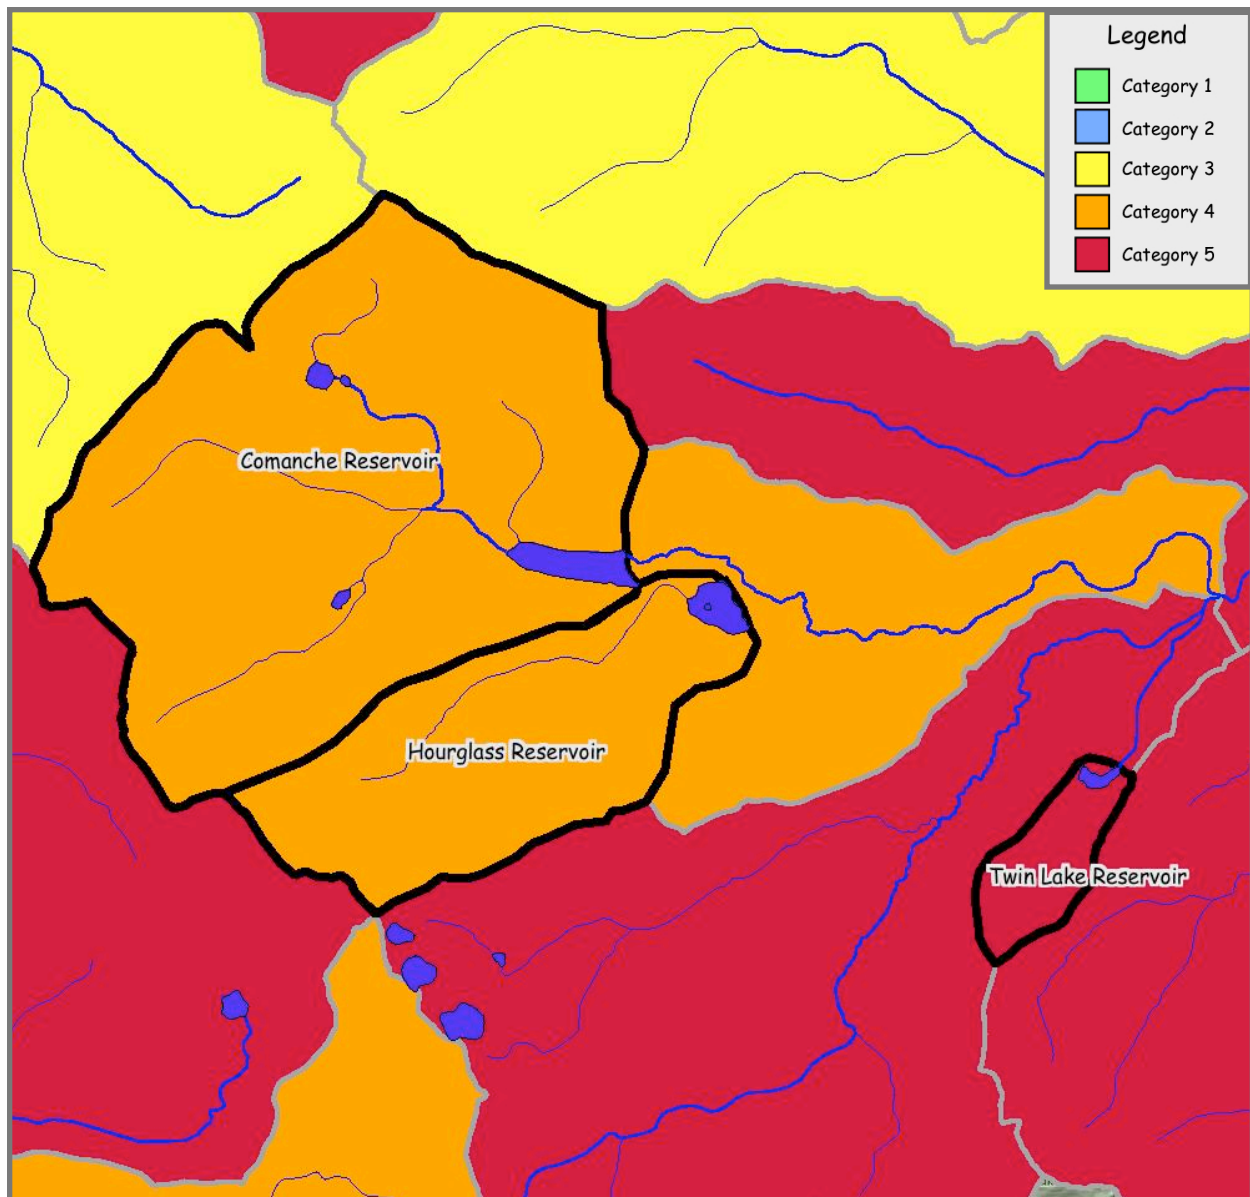 Legend
Category 1
Category 2
Category 3
Category 4
Category 5
Comanche Reservoir
Hourglass Reservoir
Twin Lake Reservoir